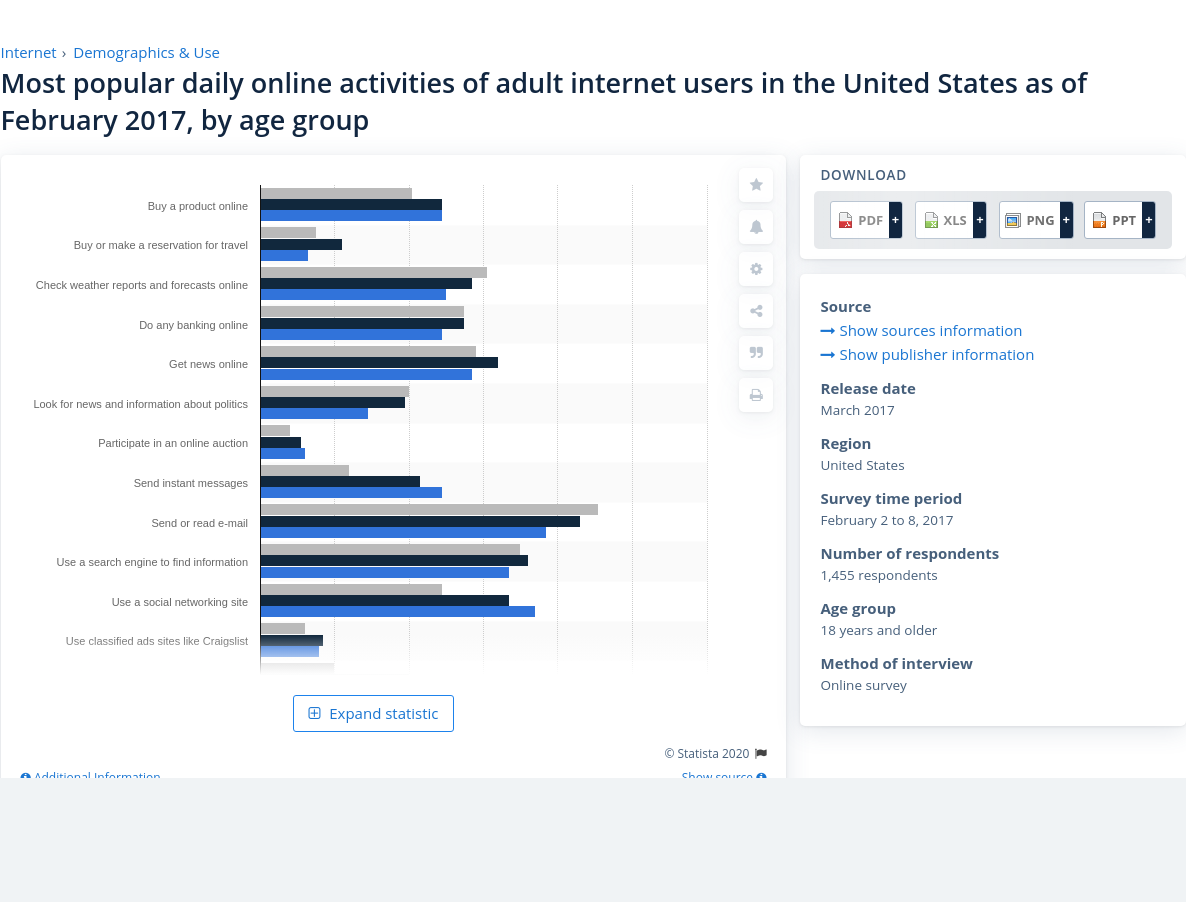 Internet › Demographics & Use
Most popular daily online activities of adult internet users in the United States as of
February 2017, by age group
Buy a product online
Buy or make a reservation for travel
Check weather reports and forecasts online
Do any banking online
Get news online
Look for news and information about politics
Participate in an online auction
Send instant messages
Send or read e-mail
Use a search engine to find information
Use a social networking site
Use classified ads sites like Craigslist
Expand statistic
© Statista 2020
Additional Information
Show source
DOWNLOAD
PDF + XLS + PNG + PPT +
Source
Show sources information
Show publisher information
Release date
March 2017
Region
United States
Survey time period
February 2 to 8, 2017
Number of respondents
1,455 respondents
Age group
18 years and older
Method of interview
Online survey